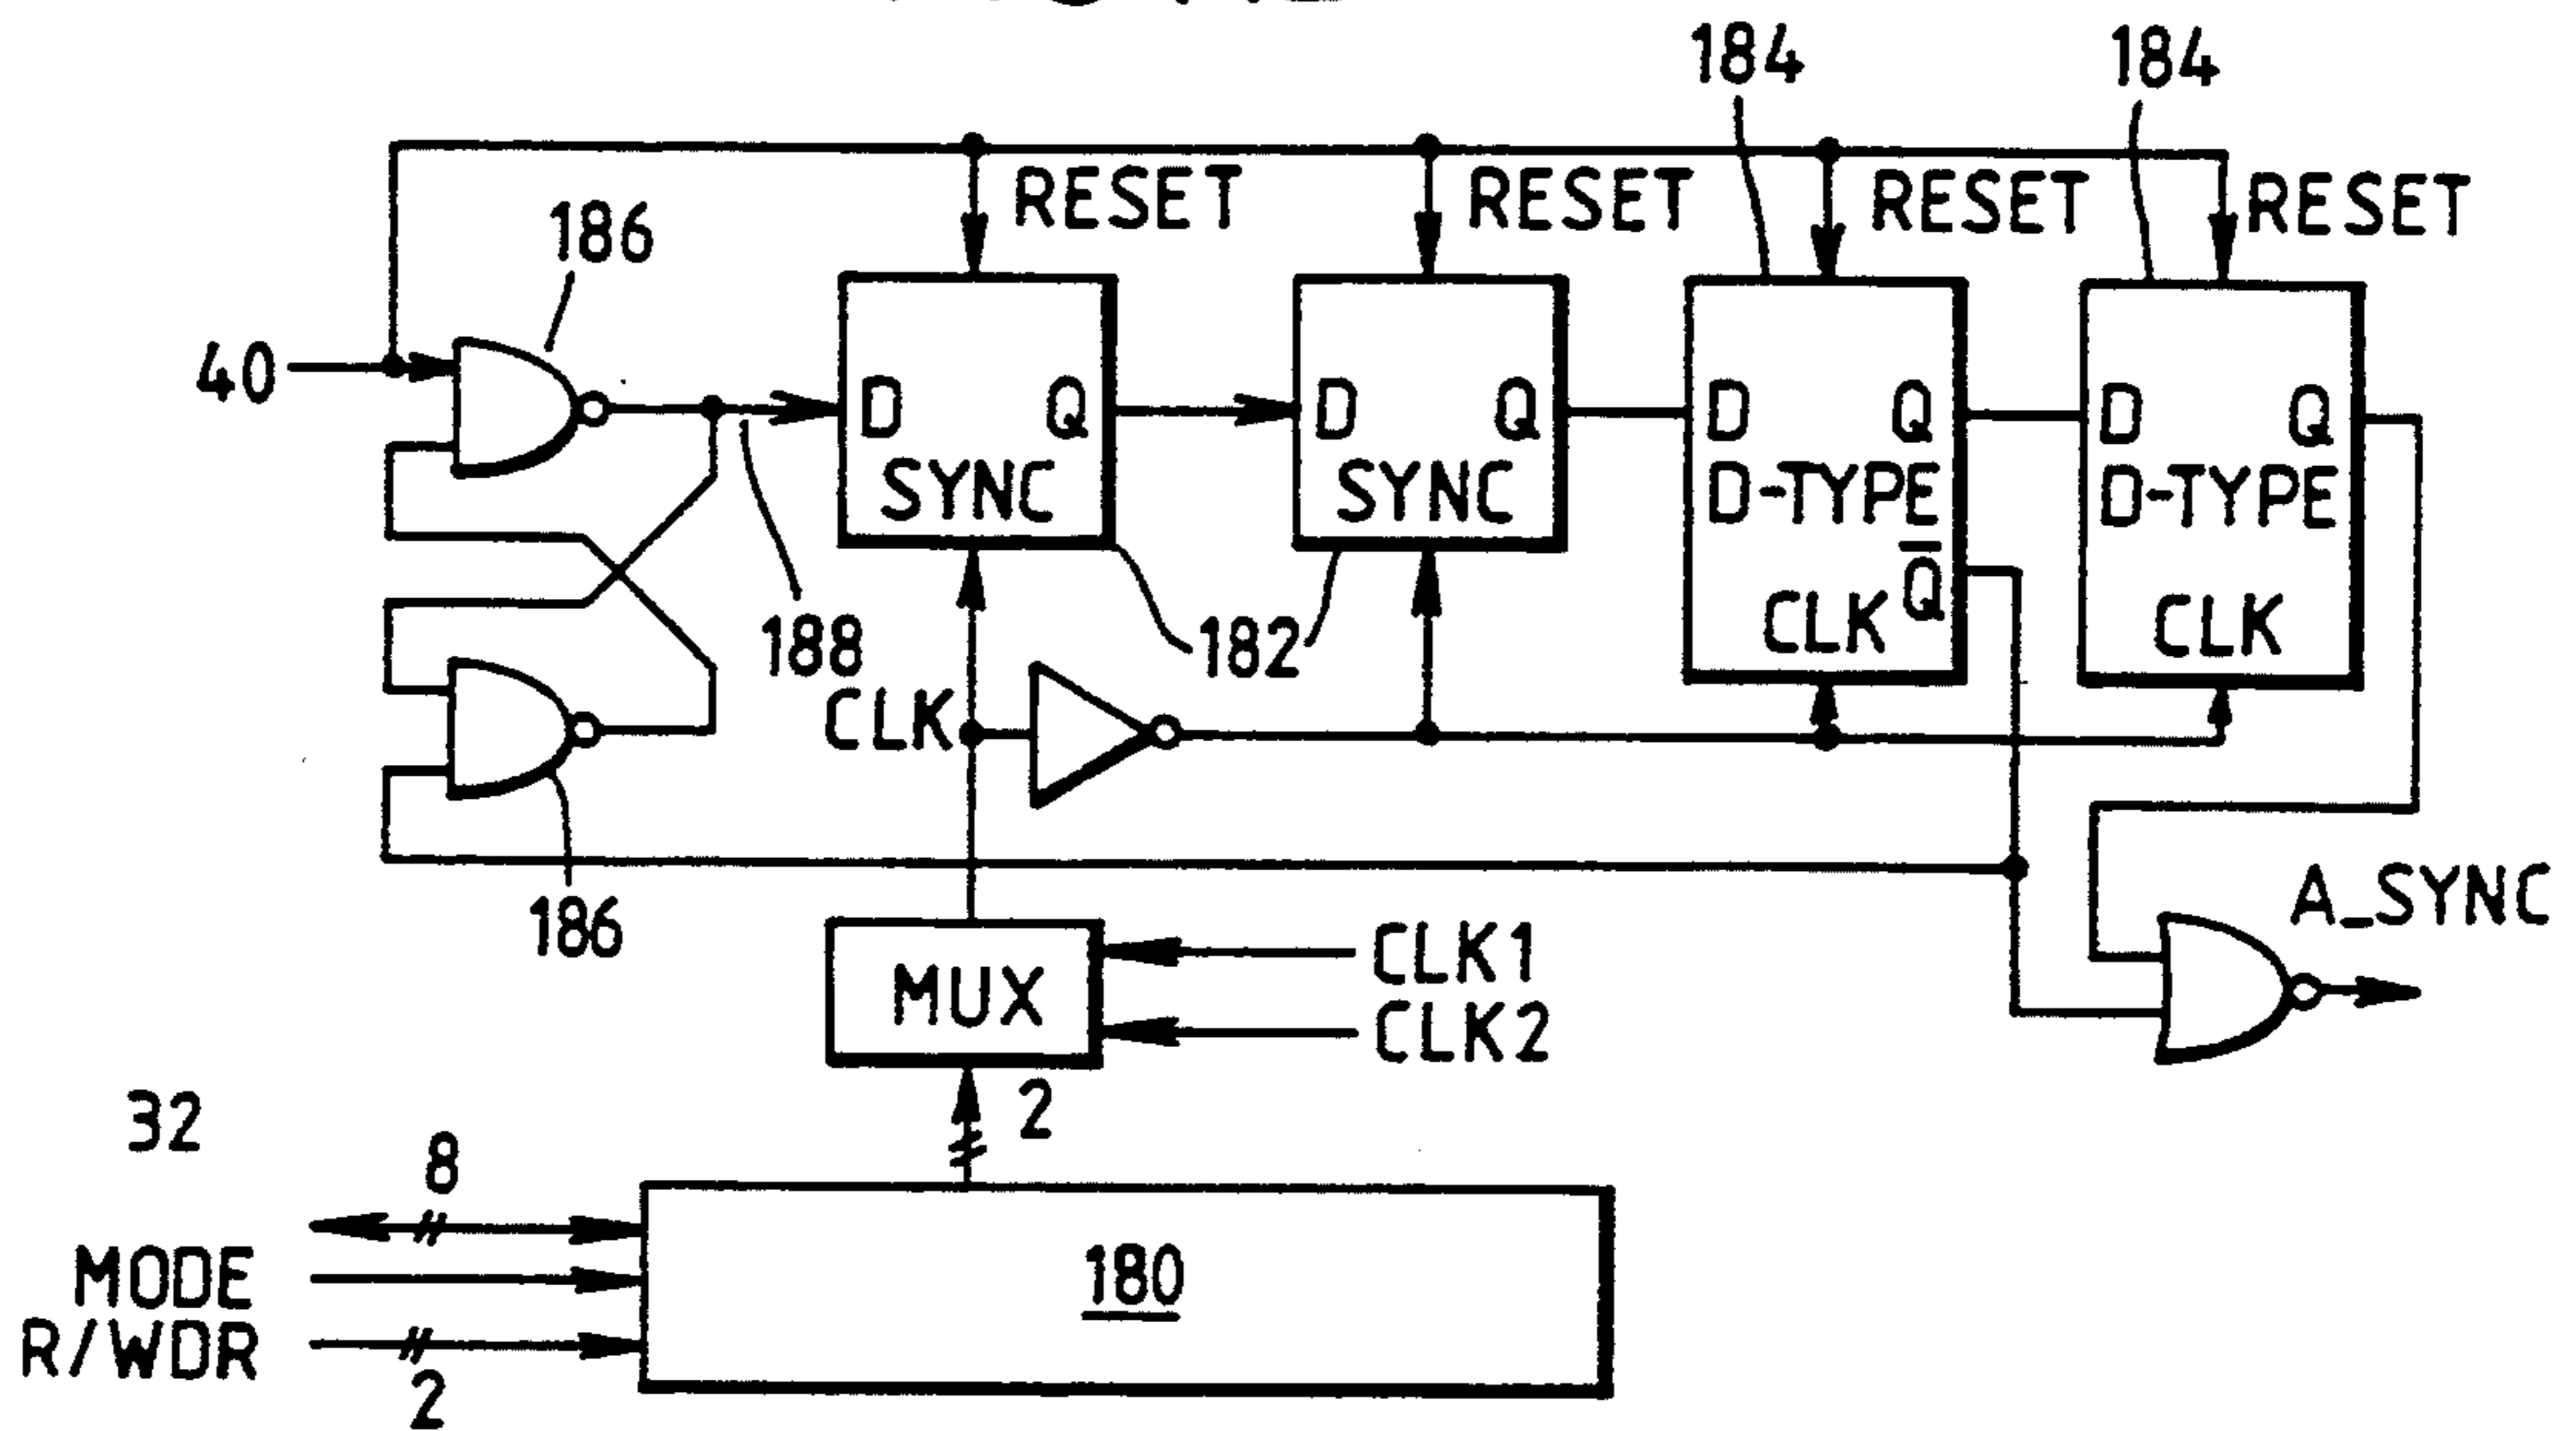 184 184
RESET RESET RESET RESET
186
40
D Q D Q D Q D Q
SYNC SYNC D-TYPE D-TYPE
Q̅
CLK CLK
188 182
CLK
186
A_SYNC
CLK1
MUX
CLK2
2
32
8
MODE
180
R/WDR
2